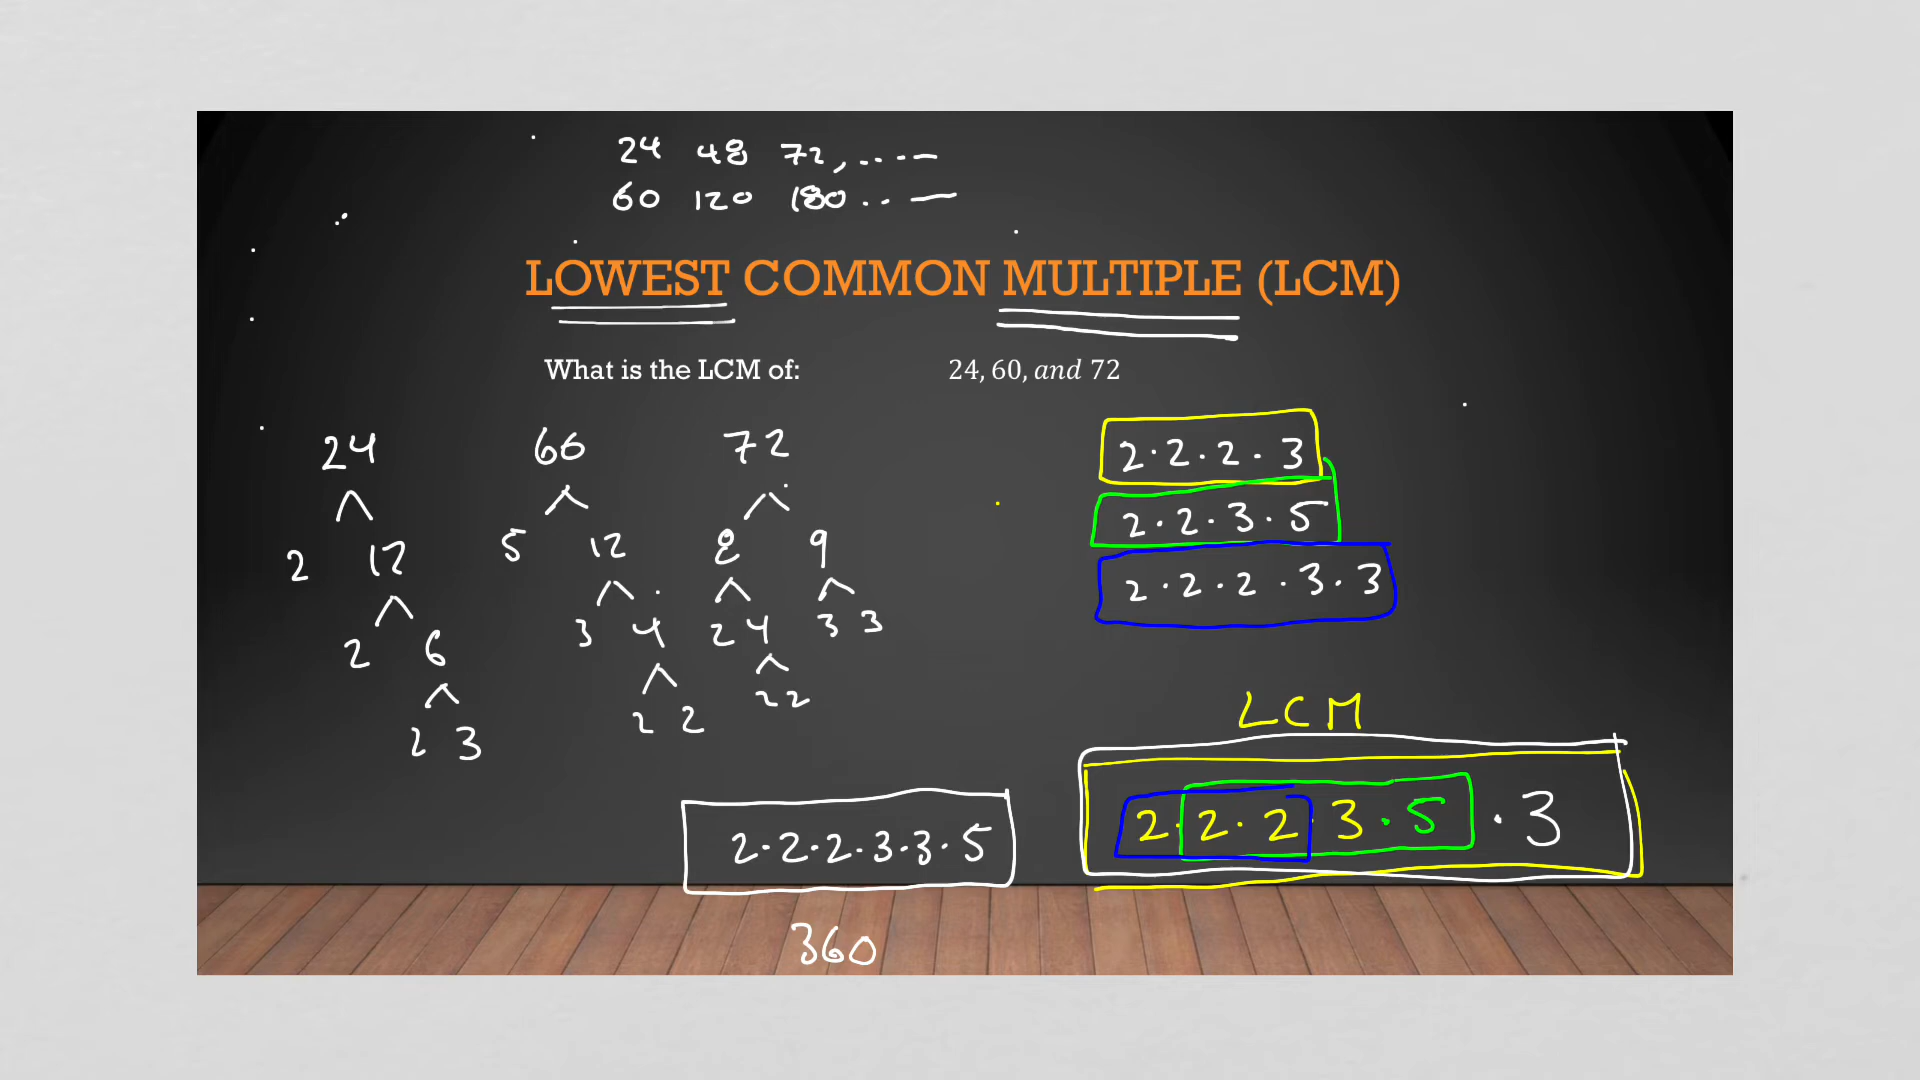 24 48 72, ....—
60 120 180 .. —
LOWEST COMMON MULTIPLE (LCM)
What is the LCM of: 24, 60, and 72
24 60 72
2 12 5 12 8 9
2 6 3 4 2 4 3 3
2 3 2 2 2 2
2·2·2·3
2·2·3·5
2·2·2·3·3
LCM
2·2·2·3·5·3
2·2·2·3·3·5
360